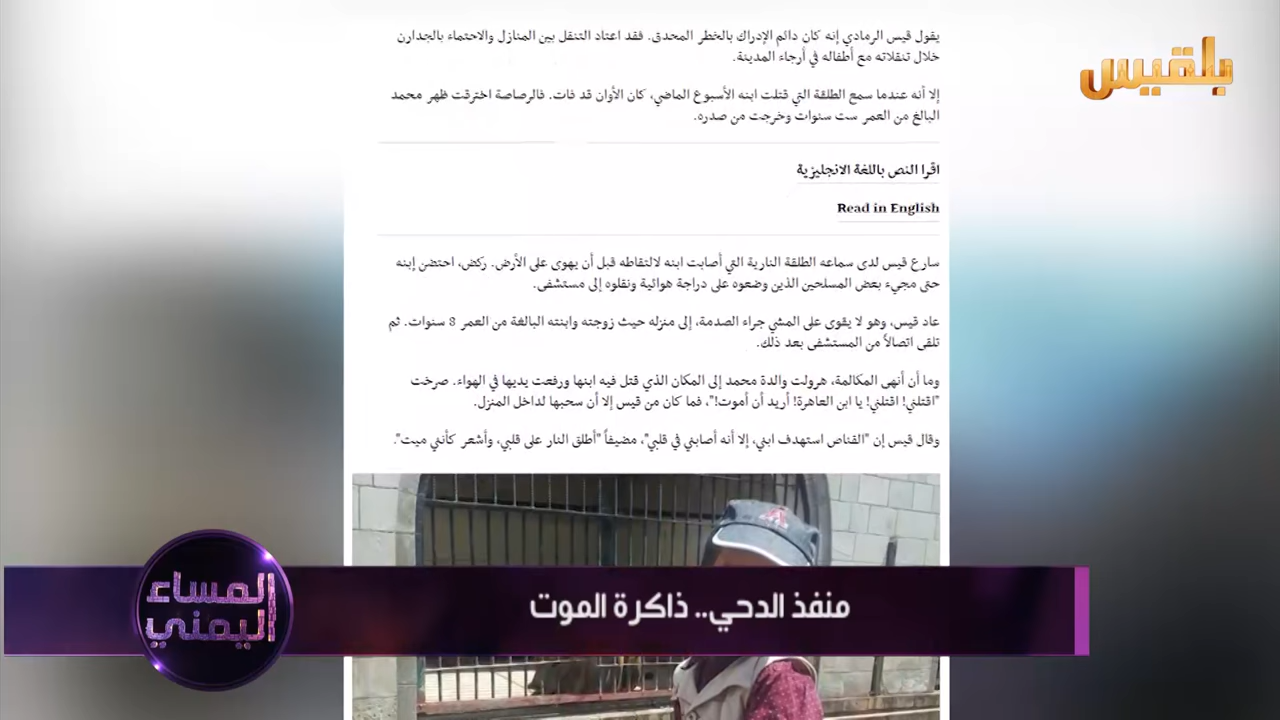 يقول قيس الرمادي إنه كان دائم الإدراك بالخطر المحدق. فقد اعتاد التنقل بين المنازل والاحتماء بالجدارن
خلال تنقلاته مع أطفاله في أرجاء المدينة.
إلا أنه عندما سمع الطلقة التي قتلت ابنه الأسبوع الماضي، كان الأوان قد فات. فالرصاصة اخترقت ظهر محمد
البالغ من العمر ست سنوات وخرجت من صدره.
اقرا النص باللغة الانجليزية
Read in English
سارع قيس لدى سماعه الطلقة النارية التي أصابت ابنه لالتقاطه قبل أن يهوى على الأرض. ركض، احتضن إبنه
حتى مجيء بعض المسلحين الذين وضعوه على دراجة هوائية ونقلوه إلى مستشفى.
عاد قيس، وهو لا يقوى على المشي جراء الصدمة، إلى منزله حيث زوجته وابنته البالغة من العمر 8 سنوات. ثم
تلقى اتصالاً من المستشفى بعد ذلك.
وما أن أنهى المكالمة، هرولت والدة محمد إلى المكان الذي قتل فيه ابنها ورفعت يديها في الهواء. صرخت
"اقتلني! اقتلني! يا ابن العاهرة! أريد أن أموت!"، فما كان من قيس إلا أن سحبها لداخل المنزل.
وقال قيس إن "القناص استهدف ابني، إلا أنه أصابني في قلبي"، مضيفاً "أطلق النار على قلبي، وأشعر كأنني ميت".
بلقيس
A
منفذ الدحي.. ذاكرة الموت
المساء
اليمني